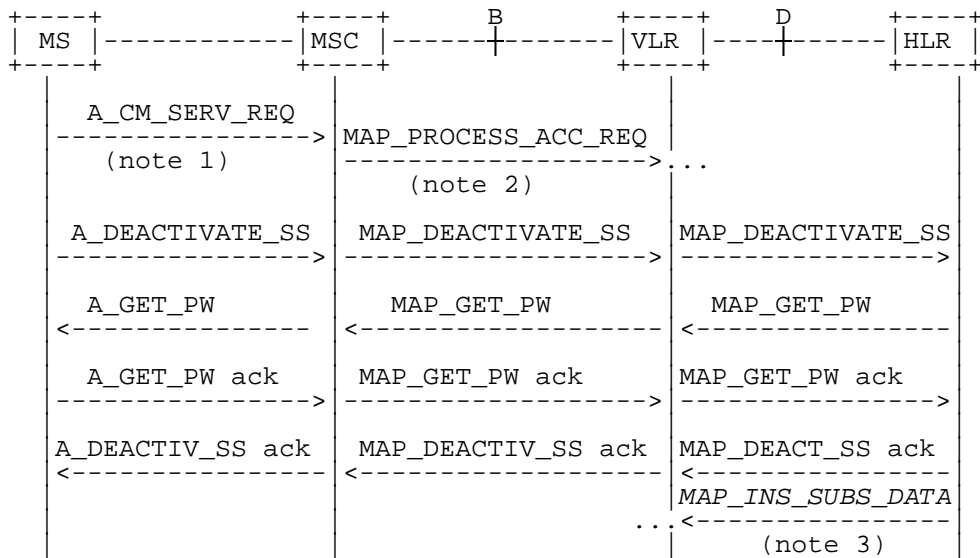 B D
MS MSC VLR HLR
A_CM_SERV_REQ
MAP_PROCESS_ACC_REQ
(note 1) ...
(note 2)
A_DEACTIVATE_SS MAP_DEACTIVATE_SS MAP_DEACTIVATE_SS
A_GET_PW MAP_GET_PW MAP_GET_PW
A_GET_PW ack MAP_GET_PW ack MAP_GET_PW ack
A_DEACTIV_SS ack MAP_DEACTIV_SS ack MAP_DEACT_SS ack
MAP_INS_SUBS_DATA
...
(note 3)